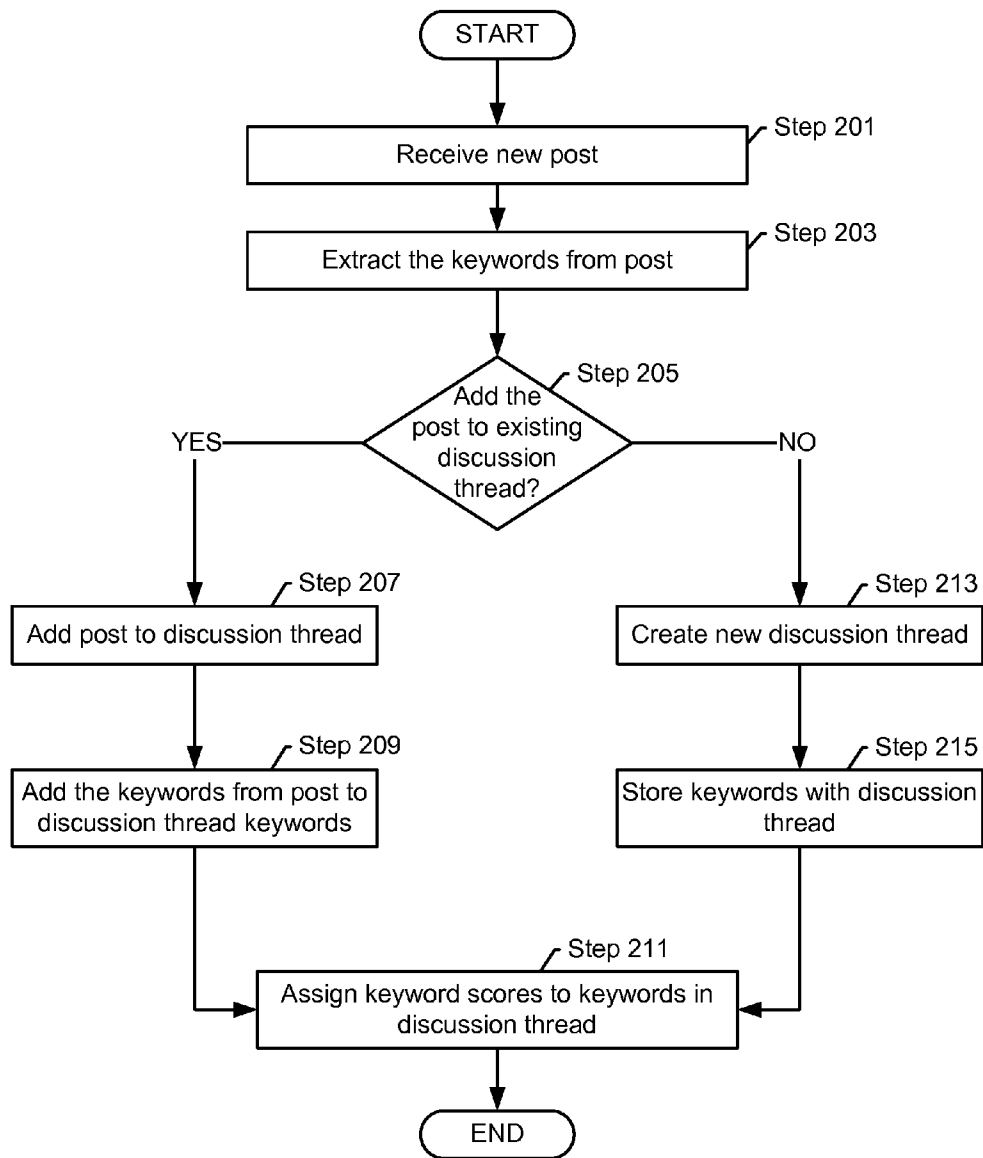 START
Step 201
Receive new post
Step 203
Extract the keywords from post
Step 205
Add the
post to existing
discussion
thread?
YES
NO
Step 207
Add post to discussion thread
Step 213
Create new discussion thread
Step 209
Add the keywords from post to
discussion thread keywords
Step 215
Store keywords with discussion
thread
Step 211
Assign keyword scores to keywords in
discussion thread
END